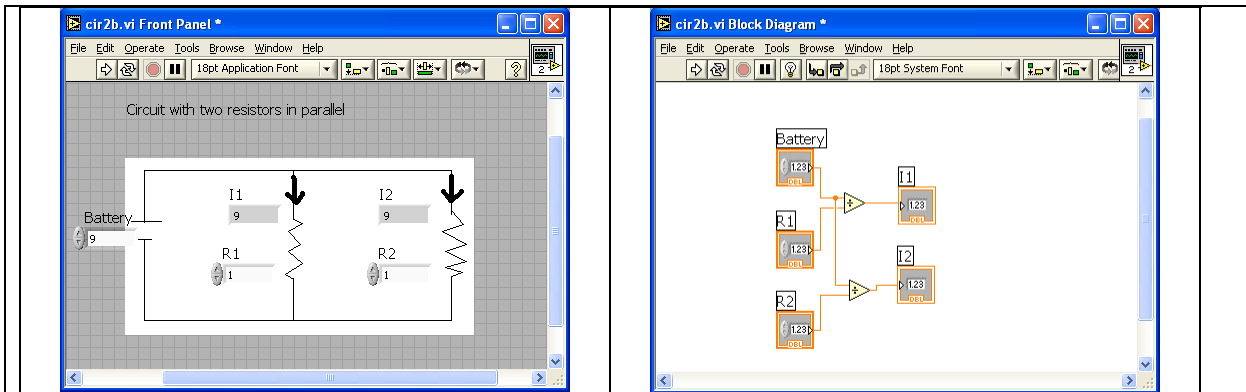 cir2b.vi Front Panel *
File Edit Operate Tools Browse Window Help
18pt Application Font
2
Circuit with two resistors in parallel
I1
I2
9
9
Battery
9
R1
R2
1
1
cir2b.vi Block Diagram *
File Edit Operate Tools Browse Window Help
18pt System Font
2
Battery
1.23
DBL
I1
1.23
DBL
R1
1.23
DBL
I2
1.23
DBL
R2
1.23
DBL